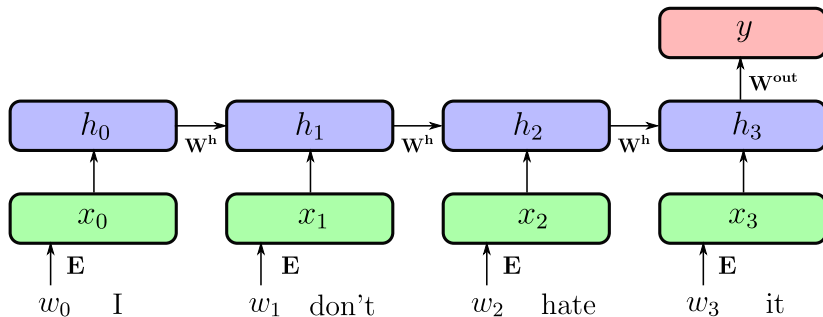 y
W^out
h₀ h₁ h₂ h₃
W^h W^h W^h
x₀ x₁ x₂ x₃
E E E E
w₀ I w₁ don't w₂ hate w₃ it